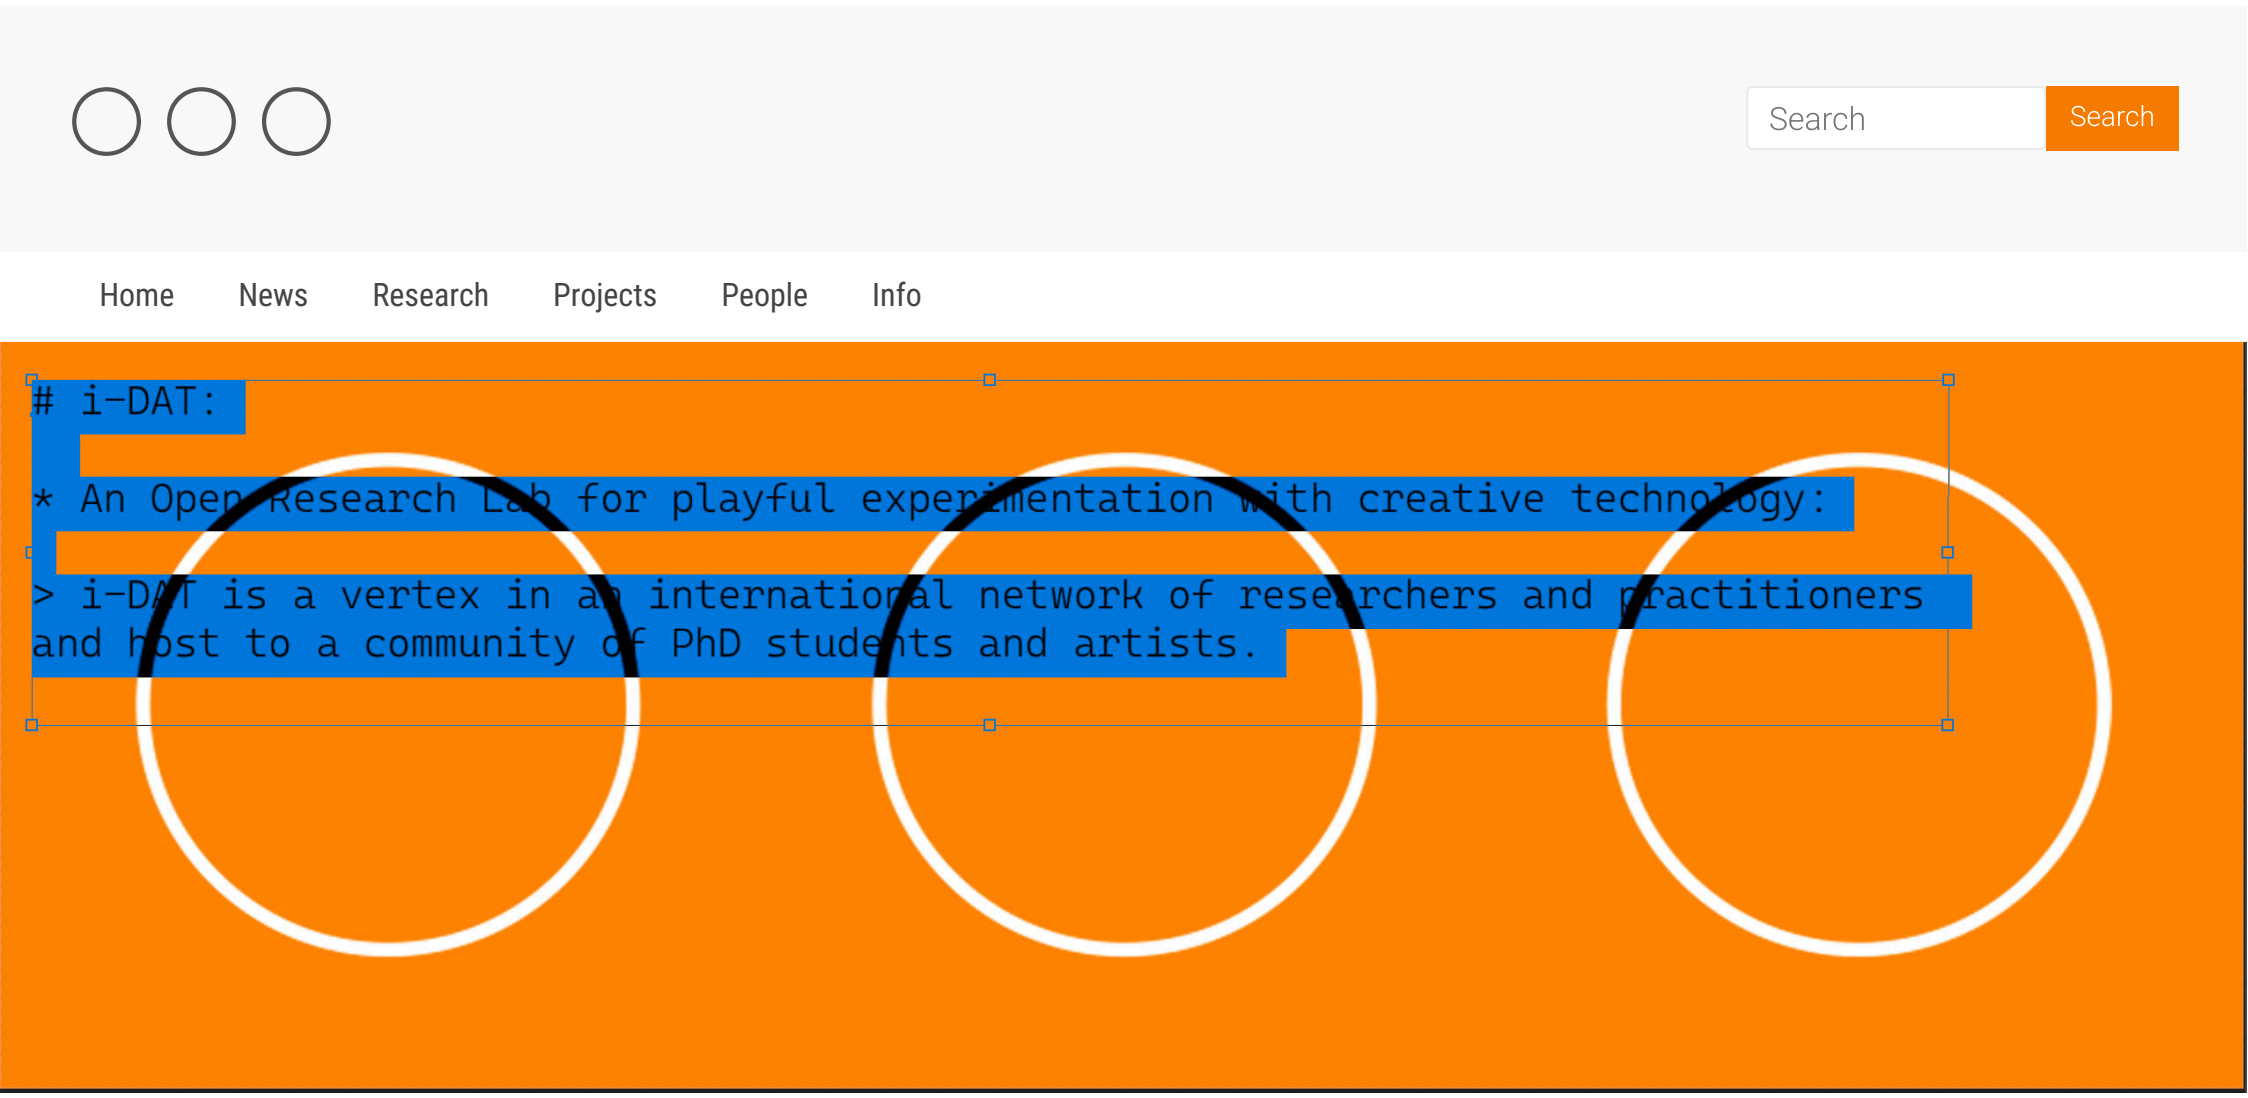 Search
Search
Home News Research Projects People Info
# i-DAT:
* An Open Research Lab for playful experimentation with creative technology:
> i-DAT is a vertex in an international network of researchers and practitioners
and host to a community of PhD students and artists.